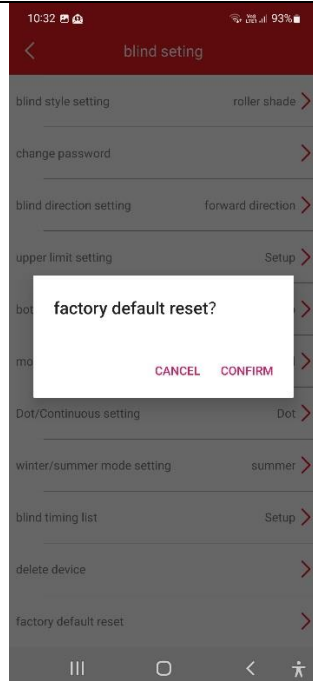 10:32 93%
blind seting
blind style setting roller shade
change password
blind direction setting forward direction
upper limit setting Setup
bot
factory default reset?
mo
CANCEL CONFIRM
Dot/Continuous setting Dot
winter/summer mode setting summer
blind timing list Setup
delete device
factory default reset